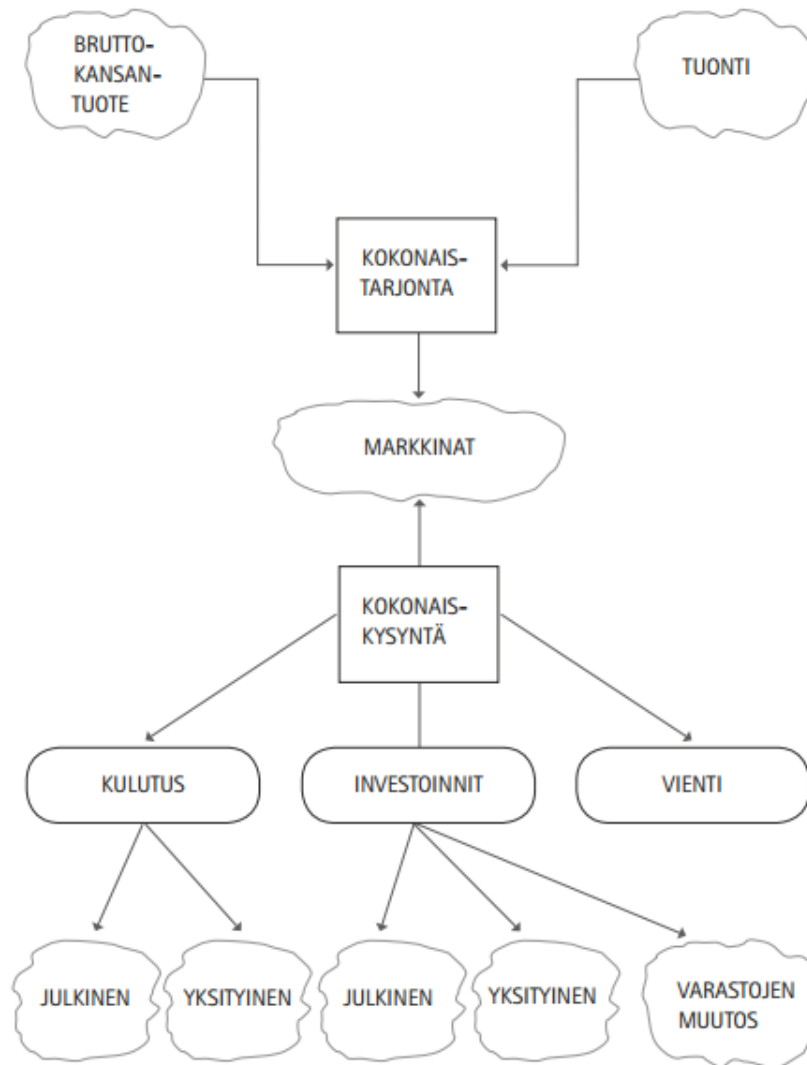 BRUTTO-
KANSAN-
TUOTE
TUONTI
KOKONAIS-
TARJONTA
MARKKINAT
KOKONAIS-
KYSYNTÄ
KULUTUS
INVESTOINNIT
VIENTI
JULKINEN
YKSITYINEN
JULKINEN
YKSITYINEN
VARASTOJEN
MUUTOS